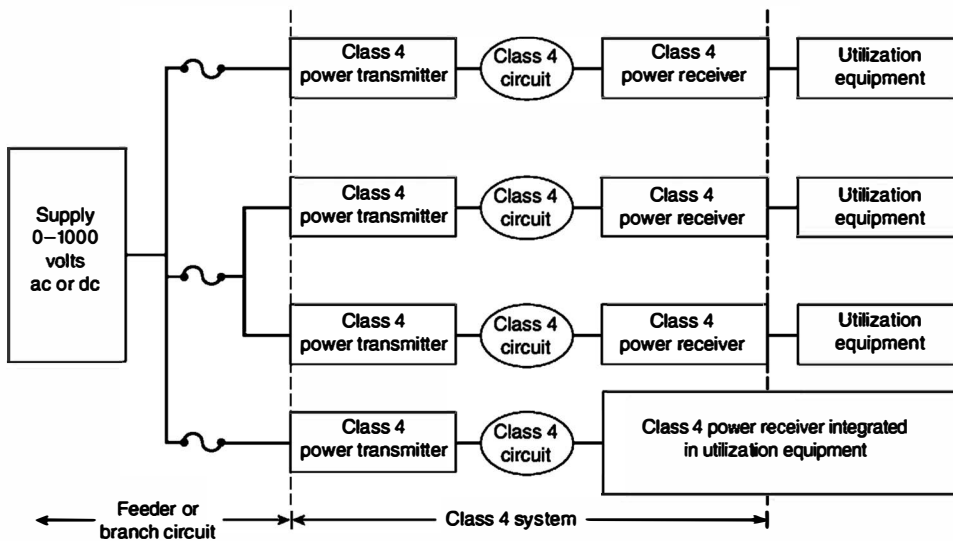 Class 4
power transmitter
Class 4
circuit
Class 4
power receiver
Utilization
equipment
Supply
0–1000
volts
ac or dc
Class 4
power transmitter
Class 4
circuit
Class 4
power receiver
Utilization
equipment
Class 4
power transmitter
Class 4
circuit
Class 4
power receiver
Utilization
equipment
Class 4
power transmitter
Class 4
circuit
Class 4 power receiver integrated
in utilization equipment
Feeder or
branch circuit
Class 4 system